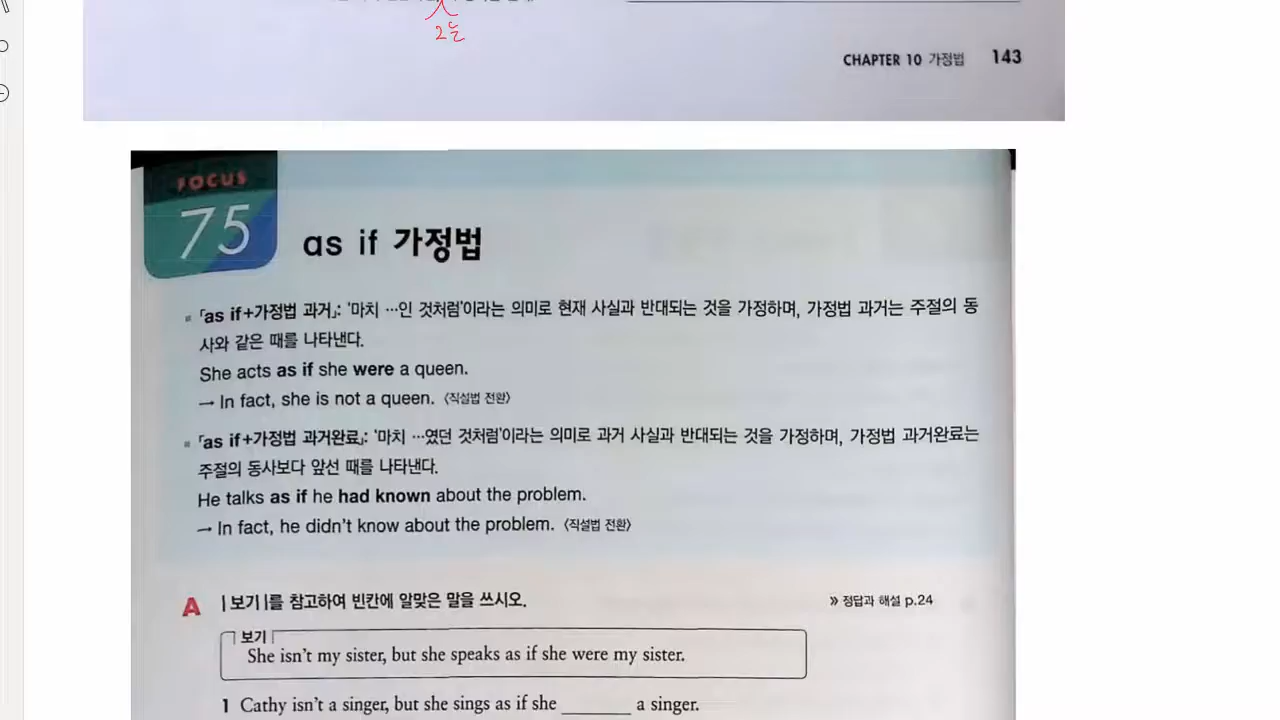 2는
CHAPTER 10 가정법 143
FOCUS
75 as if 가정법
「as if+가정법 과거」: '마치 …인 것처럼'이라는 의미로 현재 사실과 반대되는 것을 가정하며, 가정법 과거는 주절의 동
사와 같은 때를 나타낸다.
She acts as if she were a queen.
→ In fact, she is not a queen. 〈직설법 전환〉
「as if+가정법 과거완료」: '마치 …였던 것처럼'이라는 의미로 과거 사실과 반대되는 것을 가정하며, 가정법 과거완료는
주절의 동사보다 앞선 때를 나타낸다.
He talks as if he had known about the problem.
→ In fact, he didn't know about the problem. 〈직설법 전환〉
A |보기|를 참고하여 빈칸에 알맞은 말을 쓰시오. » 정답과 해설 p.24
보기
She isn't my sister, but she speaks as if she were my sister.
1 Cathy isn't a singer, but she sings as if she ______ a singer.